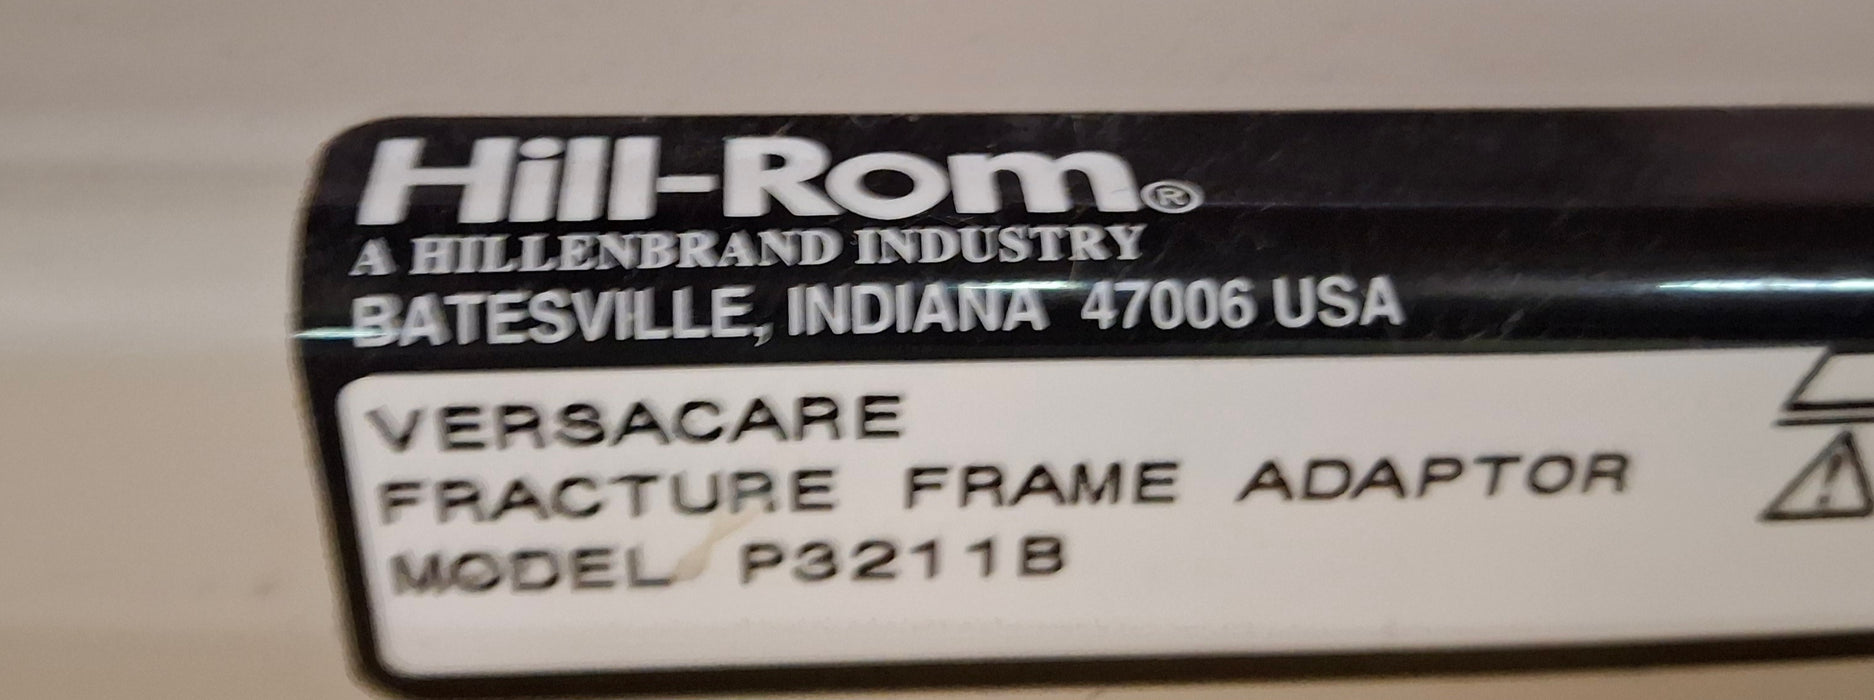 Hill-Rom®
A HILLENBRAND INDUSTRY
BATESVILLE, INDIANA 47006 USA
VERSACARE
FRACTURE FRAME ADAPTOR
MODEL P3211B